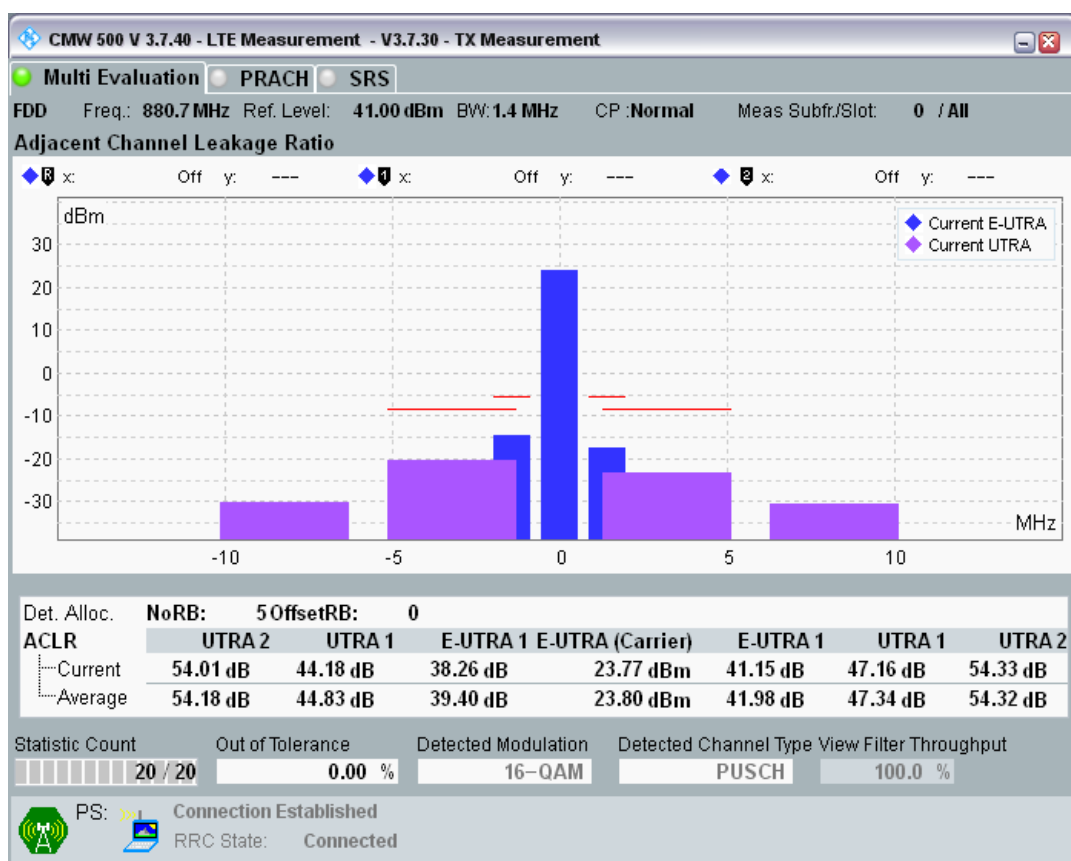 CMW 500 V 3.7.40 - LTE Measurement - V3.7.30 - TX Measurement
Multi Evaluation PRACH SRS
FDD Freq.: 880.7 MHz Ref. Level: 41.00 dBm BW: 1.4 MHz CP :Normal Meas Subfr./Slot: 0 / All
Adjacent Channel Leakage Ratio
R x: Off y: --- 1 x: Off y: --- 2 x: Off y: ---
dBm
Current E-UTRA
Current UTRA
30
20
10
0
-10
-20
-30
MHz
-10 -5 0 5 10
Det. Alloc. NoRB: 5 OffsetRB: 0
ACLR UTRA 2 UTRA 1 E-UTRA 1 E-UTRA (Carrier) E-UTRA 1 UTRA 1 UTRA 2
Current 54.01 dB 44.18 dB 38.26 dB 23.77 dBm 41.15 dB 47.16 dB 54.33 dB
Average 54.18 dB 44.83 dB 39.40 dB 23.80 dBm 41.98 dB 47.34 dB 54.32 dB
Statistic Count Out of Tolerance Detected Modulation Detected Channel Type View Filter Throughput
20 / 20 0.00 % 16-QAM PUSCH 100.0 %
PS: Connection Established
RRC State: Connected